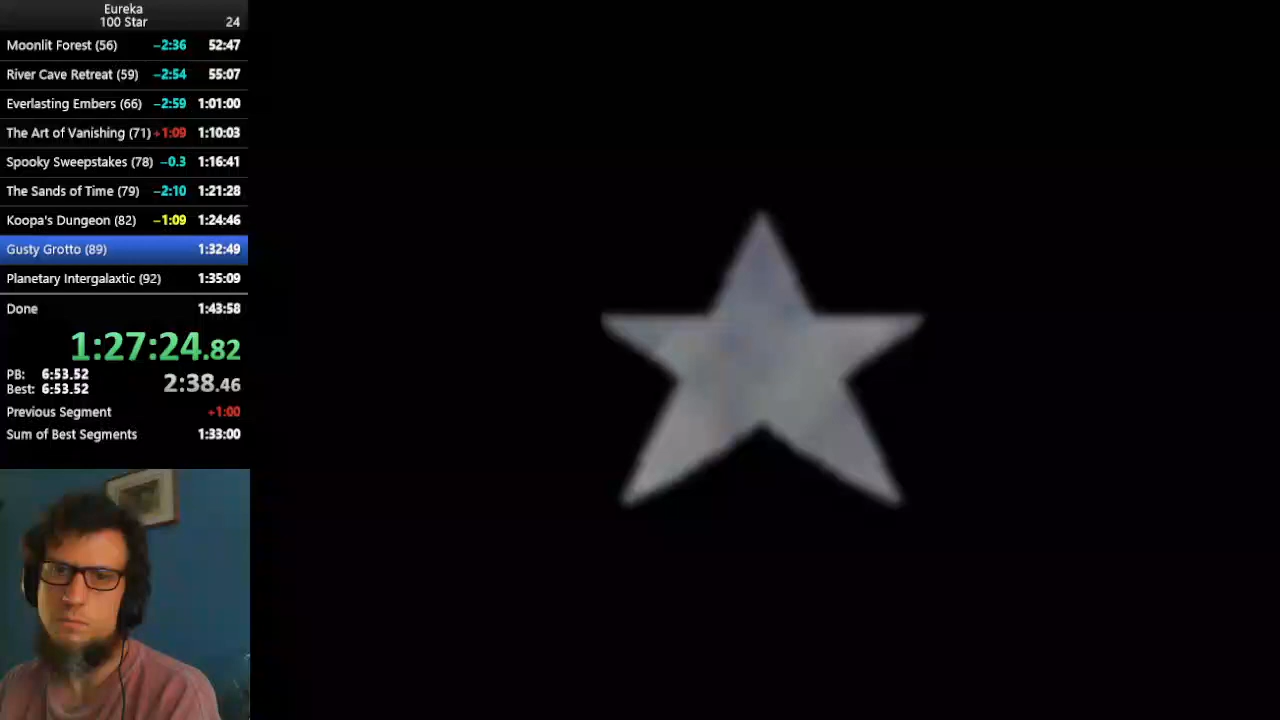 Eureka
100 Star 24
Moonlit Forest (56) −2:36 52:47
River Cave Retreat (59) −2:54 55:07
Everlasting Embers (66) −2:59 1:01:00
The Art of Vanishing (71) +1:09 1:10:03
Spooky Sweepstakes (78) −0.3 1:16:41
The Sands of Time (79) −2:10 1:21:28
Koopa's Dungeon (82) −1:09 1:24:46
Gusty Grotto (89) 1:32:49
Planetary Intergalaxtic (92) 1:35:09
Done 1:43:58
1:27:24.82
PB: 6:53.52
Best: 6:53.52 2:38.46
Previous Segment +1:00
Sum of Best Segments 1:33:00